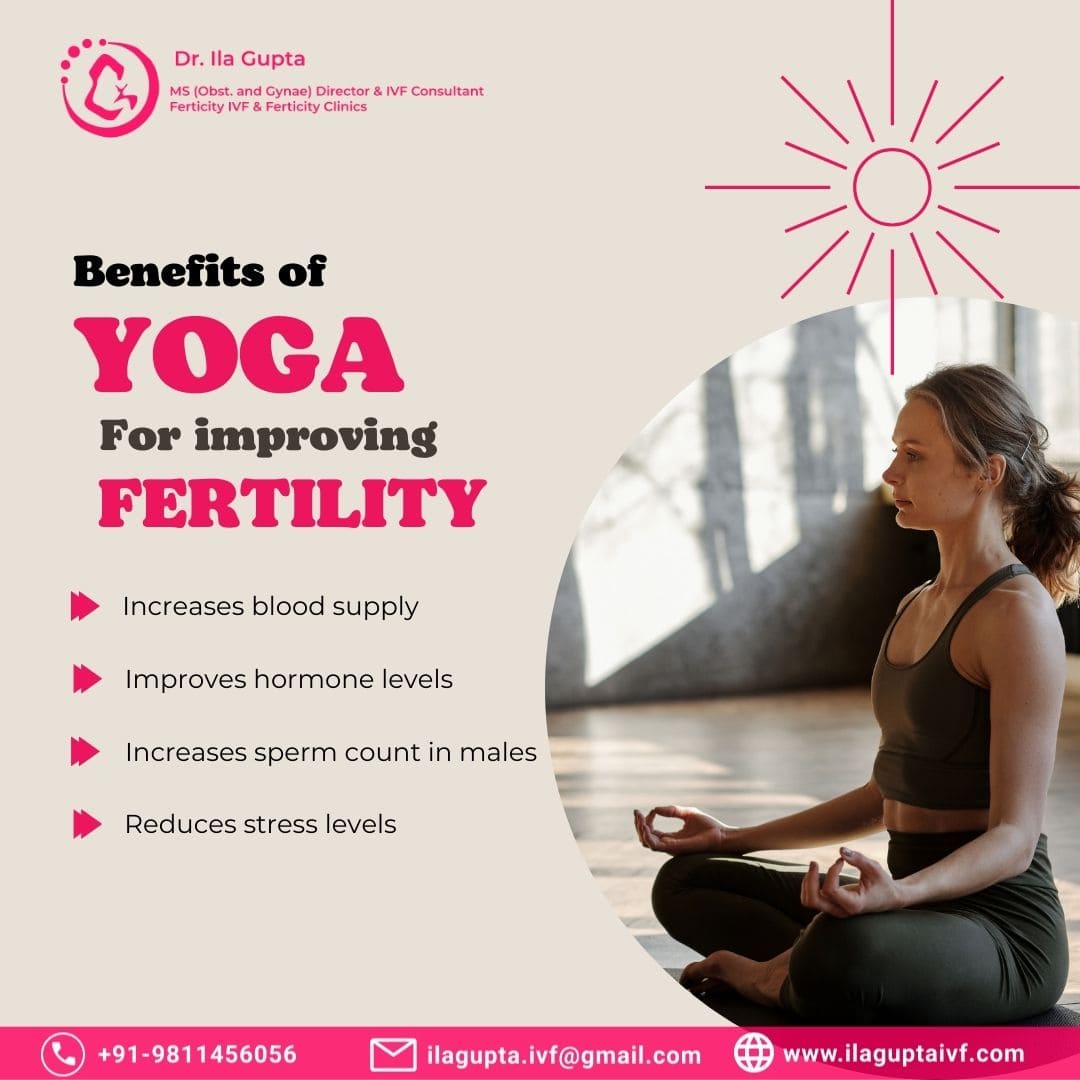 Dr. Ila Gupta
MS (Obst. and Gynae) Director & IVF Consultant
Ferticity IVF & Ferticity Clinics
Benefits of
YOGA
For improving
FERTILITY
Increases blood supply
Improves hormone levels
Increases sperm count in males
Reduces stress levels
+91-9811456056
ilagupta.ivf@gmail.com
www.ilaguptaivf.com